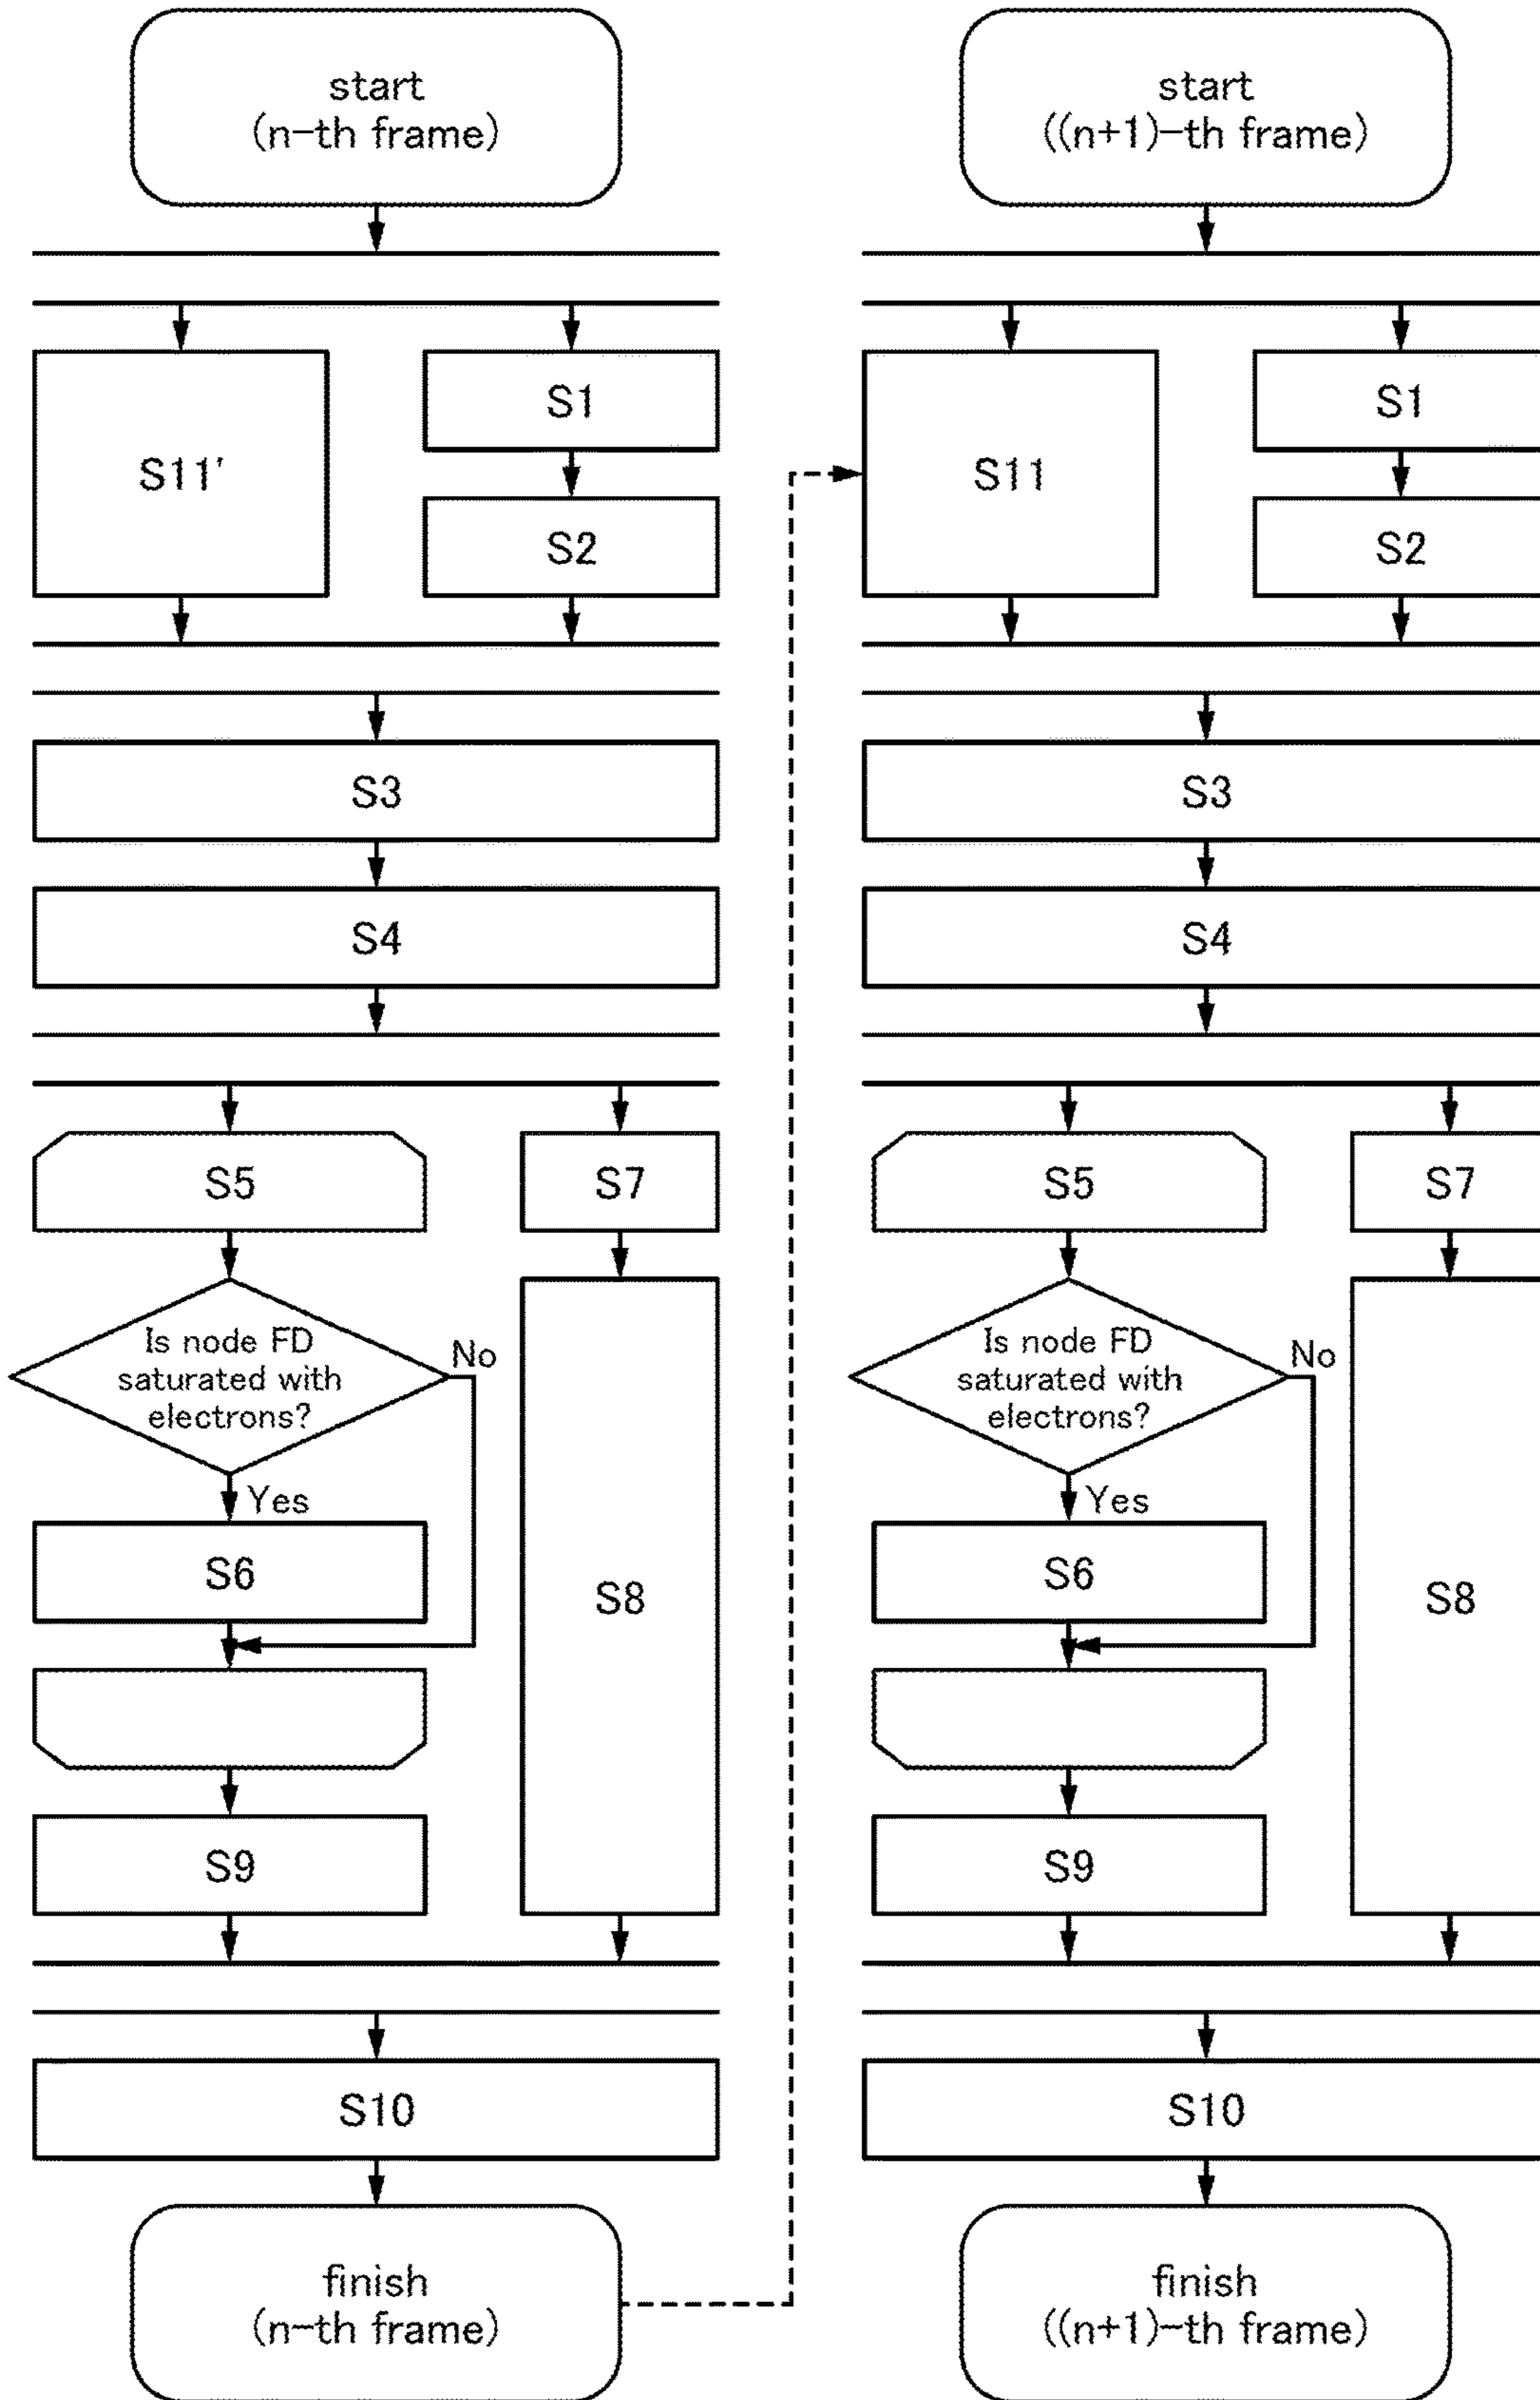 start
(n-th frame)
S11'
S1
S2
S3
S4
S5
S7
Is node FD
saturated with
electrons?
No
Yes
S6
S8
S9
S10
finish
(n-th frame)
start
((n+1)-th frame)
S11
S1
S2
S3
S4
S5
S7
Is node FD
saturated with
electrons?
No
Yes
S6
S8
S9
S10
finish
((n+1)-th frame)